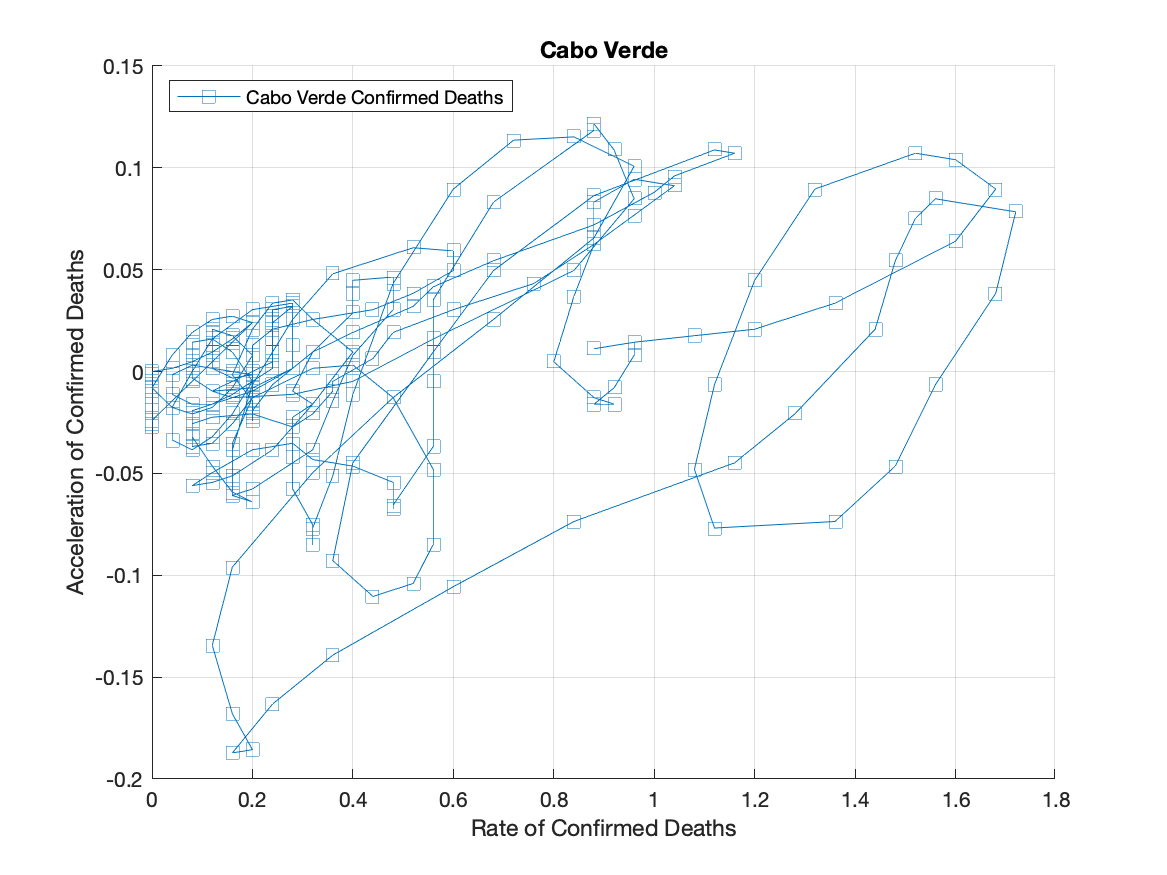 Cabo Verde
0.15
Cabo Verde Confirmed Deaths
0.1
0.05
0
-0.05
-0.1
-0.15
-0.2
Acceleration of Confirmed Deaths
0 0.2 0.4 0.6 0.8 1 1.2 1.4 1.6 1.8
Rate of Confirmed Deaths